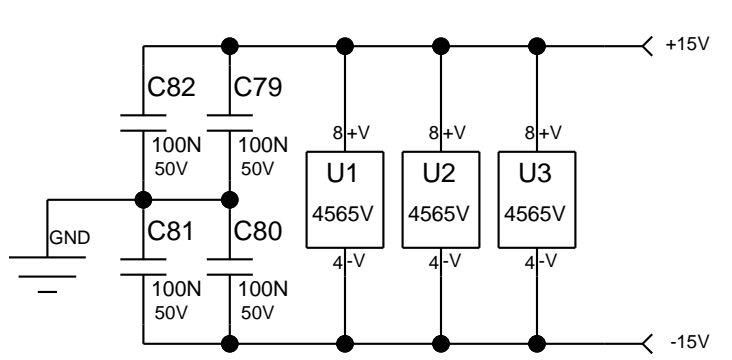 +15V
C82 C79
8 +V 8 +V 8 +V
100N 100N
50V 50V
U1 U2 U3
4565V 4565V 4565V
GND
C81 C80
4 -V 4 -V 4 -V
100N 100N
50V 50V
-15V